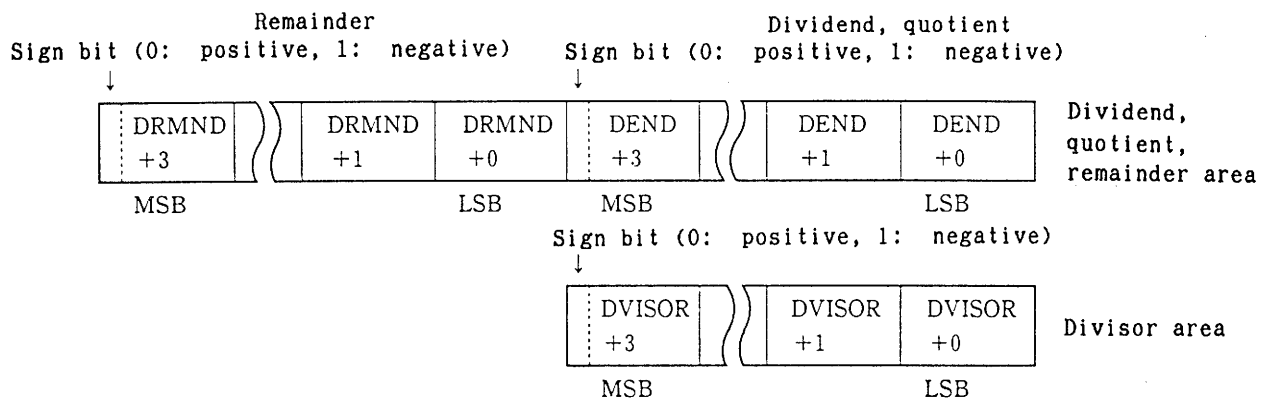 Remainder Dividend, quotient
Sign bit (0: positive, 1: negative) Sign bit (0: positive, 1: negative)
↓ ↓
DRMND +3 DRMND +1 DRMND +0 DEND +3 DEND +1 DEND +0
Dividend,
quotient,
remainder area
MSB LSB MSB LSB
Sign bit (0: positive, 1: negative)
↓
DVISOR +3 DVISOR +1 DVISOR +0
Divisor area
MSB LSB